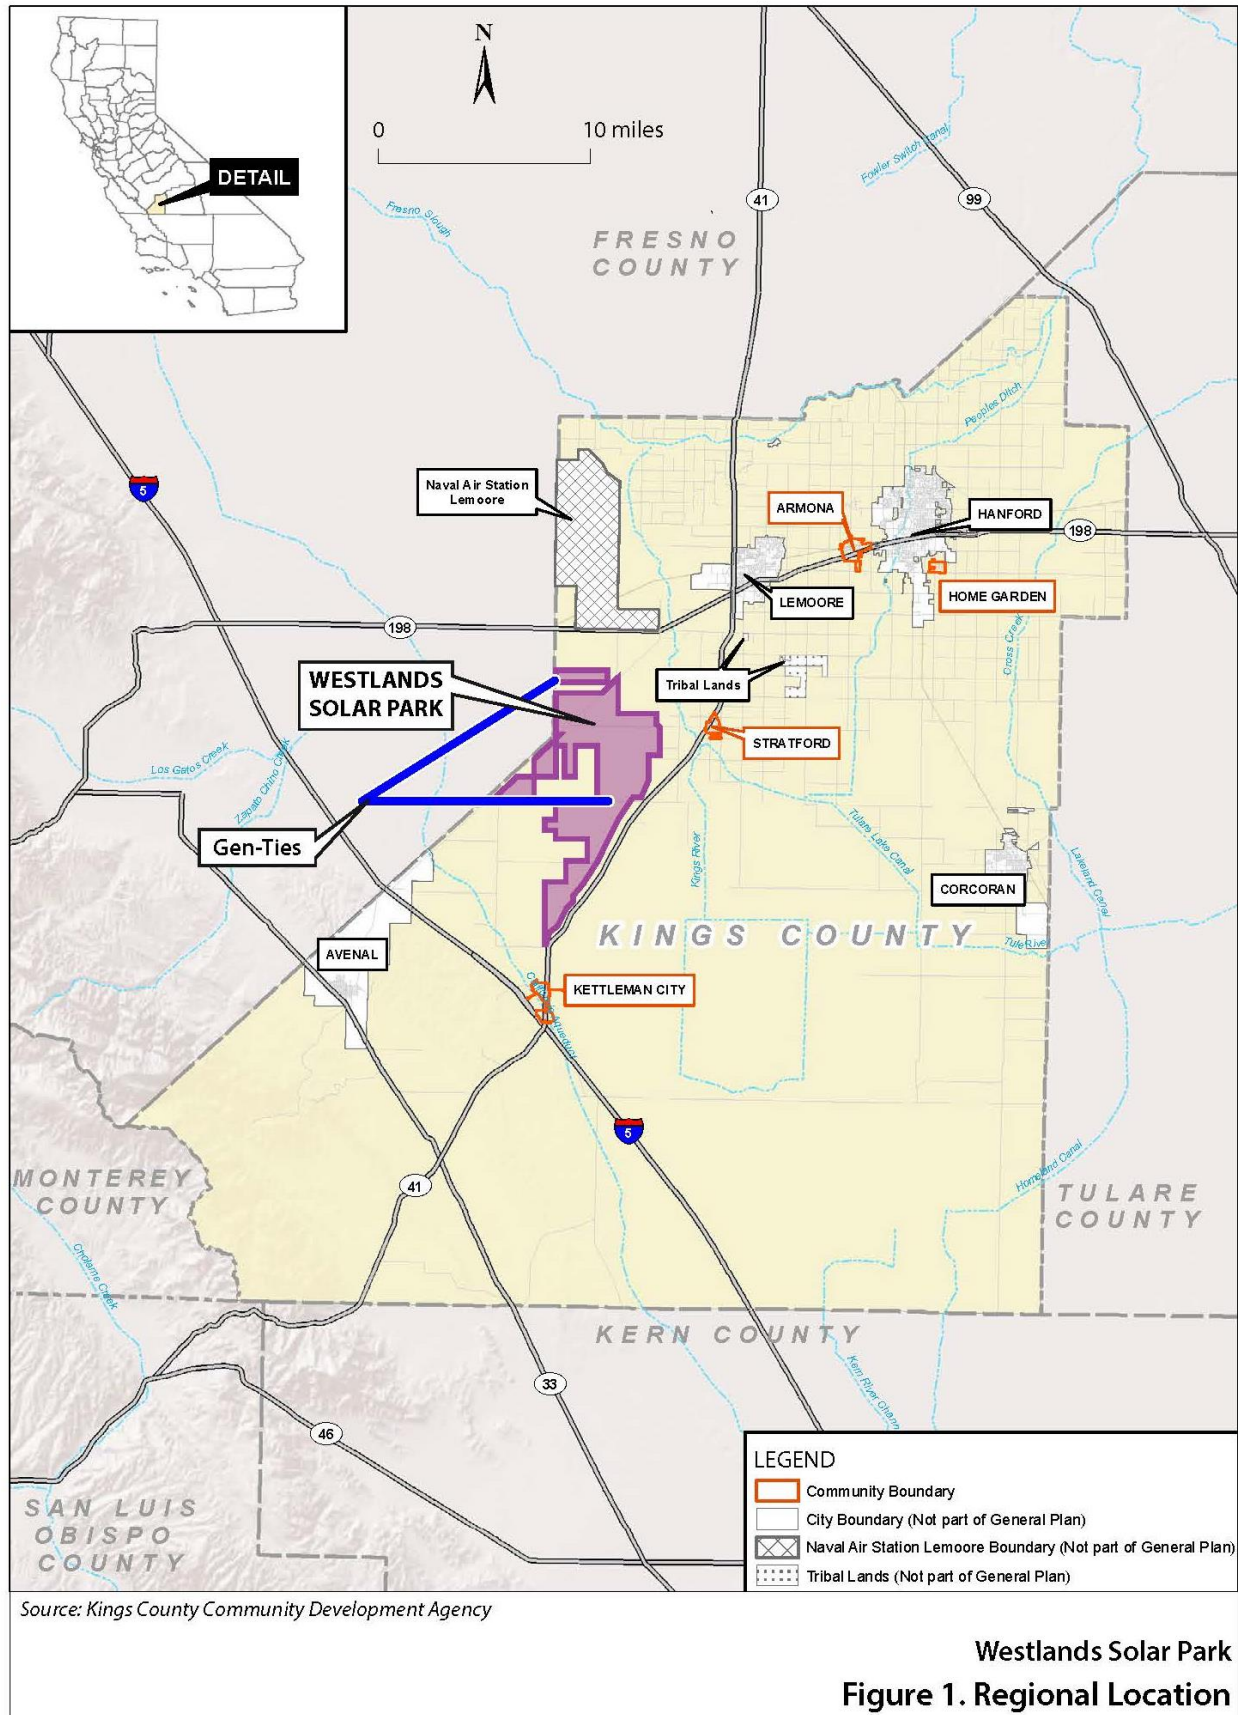 DETAIL
N
0
10 miles
Fresno Slough
FRESNO
COUNTY
41
Fowler Switch Canal
99
Peoples Ditch
5
Naval Air Station
Lemoore
ARMONA
HANFORD
198
LEMOORE
HOME GARDEN
198
Cross Creek
WESTLANDS
SOLAR PARK
Tribal Lands
STRATFORD
Los Gatos Creek
Zapato Chino Creek
Gen-Ties
Kings River
Tulare Lake Canal
Lakeland Canal
CORCORAN
KINGS COUNTY
Tule River
AVENAL
KETTLEMAN CITY
Aqueduct
5
Homeland Canal
MONTEREY
COUNTY
41
TULARE
COUNTY
Cholame Creek
KERN COUNTY
Kern River Chann
33
46
SAN LUIS
OBISPO
COUNTY
LEGEND
Community Boundary
City Boundary (Not part of General Plan)
Naval Air Station Lemoore Boundary (Not part of General Plan)
Tribal Lands (Not part of General Plan)
Source: Kings County Community Development Agency
Westlands Solar Park
Figure 1. Regional Location